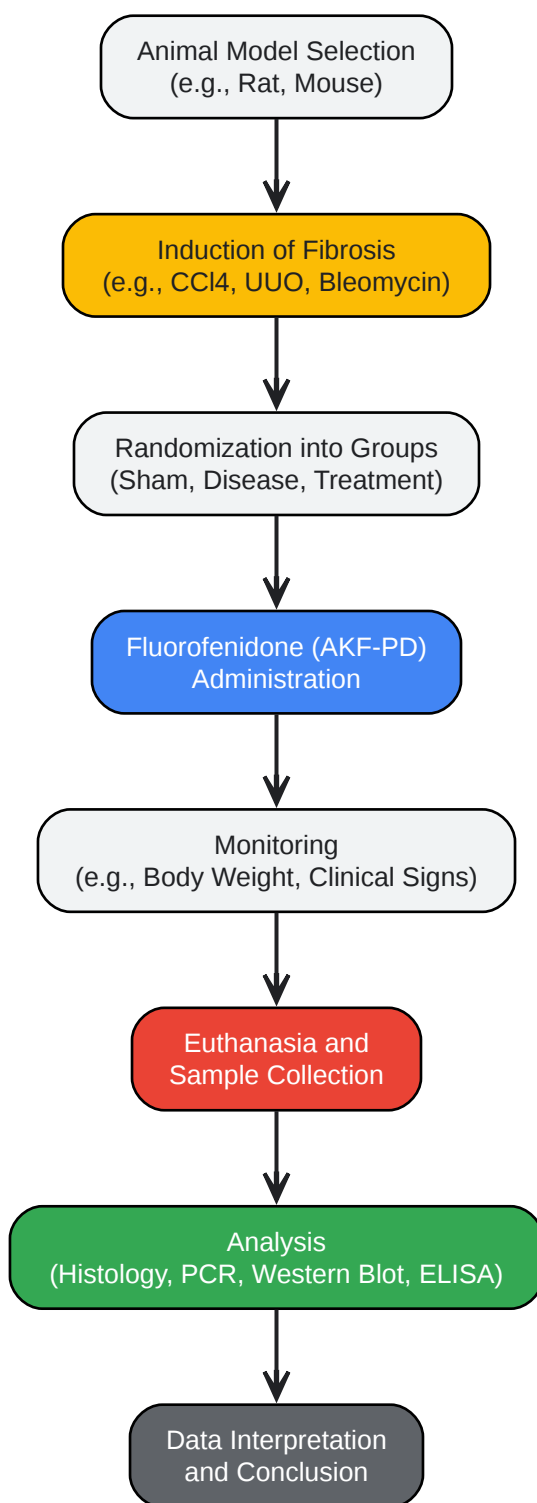 Animal Model Selection
(e.g., Rat, Mouse)
Induction of Fibrosis
(e.g., CCl4, UUO, Bleomycin)
Randomization into Groups
(Sham, Disease, Treatment)
Fluorofenidone (AKF-PD)
Administration
Monitoring
(e.g., Body Weight, Clinical Signs)
Euthanasia and
Sample Collection
Analysis
(Histology, PCR, Western Blot, ELISA)
Data Interpretation
and Conclusion